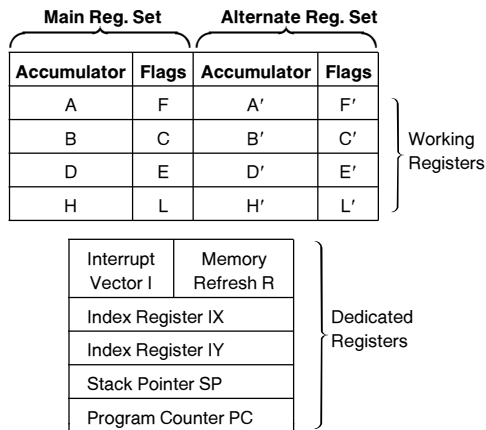 Main Reg. Set Alternate Reg. Set
Accumulator Flags Accumulator Flags
A F A′ F′
B C B′ C′
D E D′ E′
H L H′ L′
Working
Registers
Interrupt
Vector I
Memory
Refresh R
Index Register IX
Index Register IY
Stack Pointer SP
Program Counter PC
Dedicated
Registers